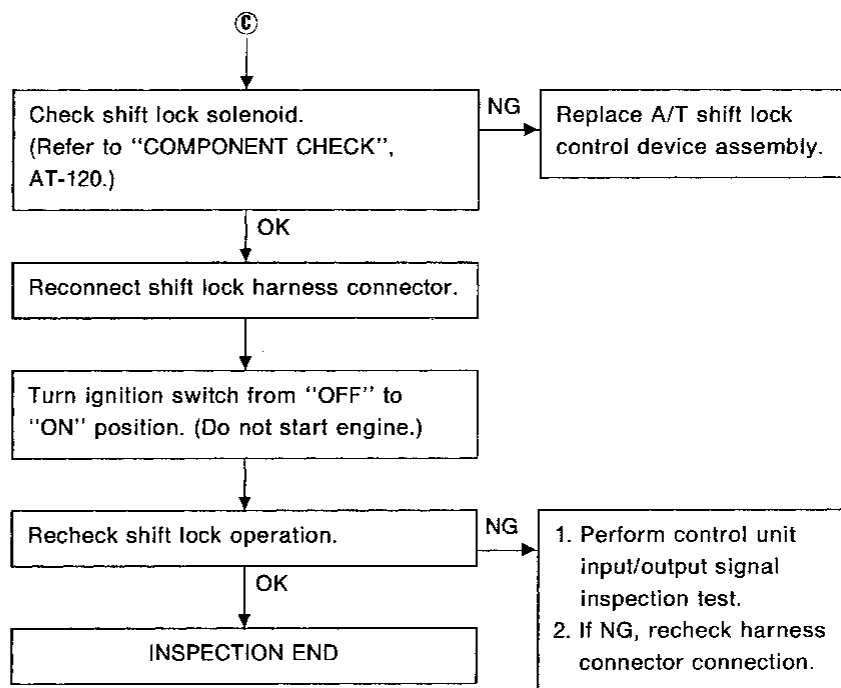 Ⓒ
Check shift lock solenoid.
(Refer to "COMPONENT CHECK",
AT-120.)
NG
Replace A/T shift lock
control device assembly.
OK
Reconnect shift lock harness connector.
Turn ignition switch from "OFF" to
"ON" position. (Do not start engine.)
Recheck shift lock operation.
NG
1. Perform control unit
input/output signal
inspection test.
2. If NG, recheck harness
connector connection.
OK
INSPECTION END